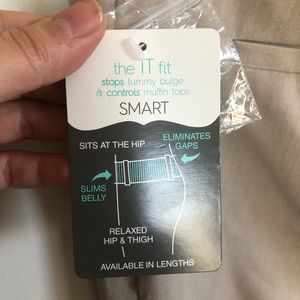 the IT fit
stops tummy bulge
& controls muffin tops
SMART
SITS AT THE HIP
ELIMINATES
GAPS
SLIMS
BELLY
RELAXED
HIP & THIGH
AVAILABLE IN LENGTHS